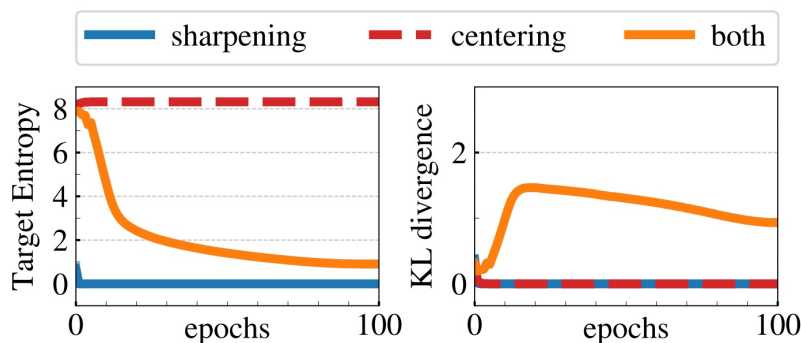 sharpening centering both
Target Entropy
8
6
4
2
0
0 epochs 100
KL divergence
2
0
0 epochs 100